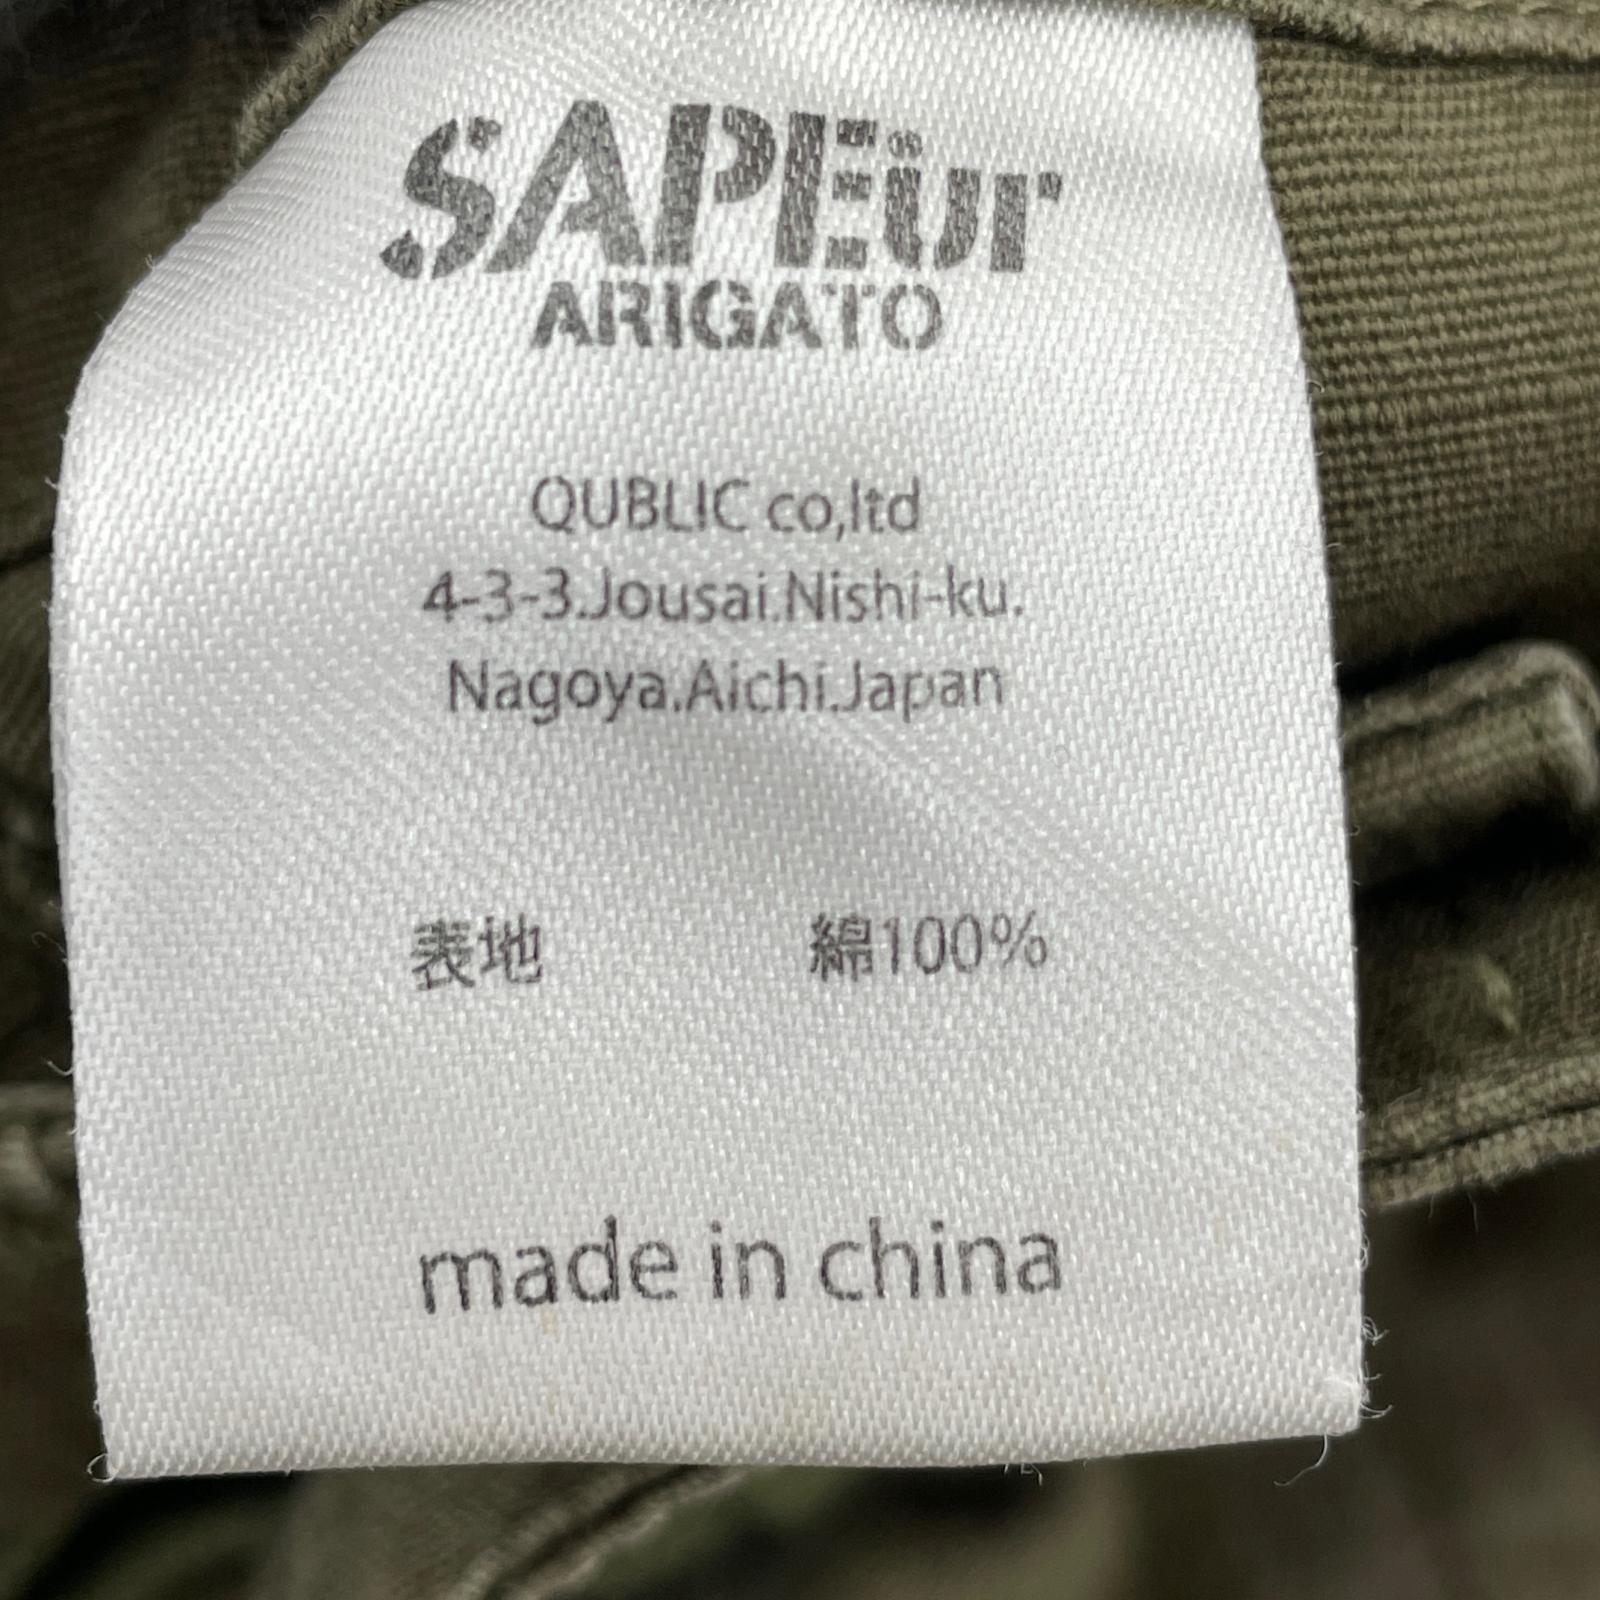 SAPEur
ARIGATO
QUBLIC co,ltd
4-3-3.Jousai.Nishi-ku.
Nagoya.Aichi.Japan
表地 綿100%
made in china